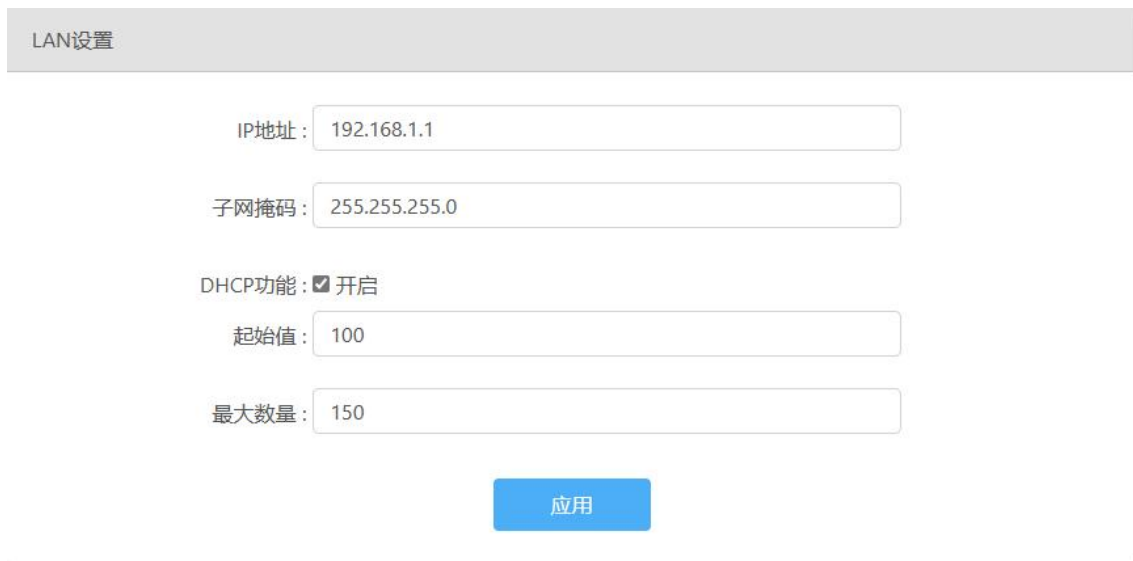 LAN设置
IP地址 : 192.168.1.1
子网掩码 : 255.255.255.0
DHCP功能 : 开启
起始值 : 100
最大数量 : 150
应用